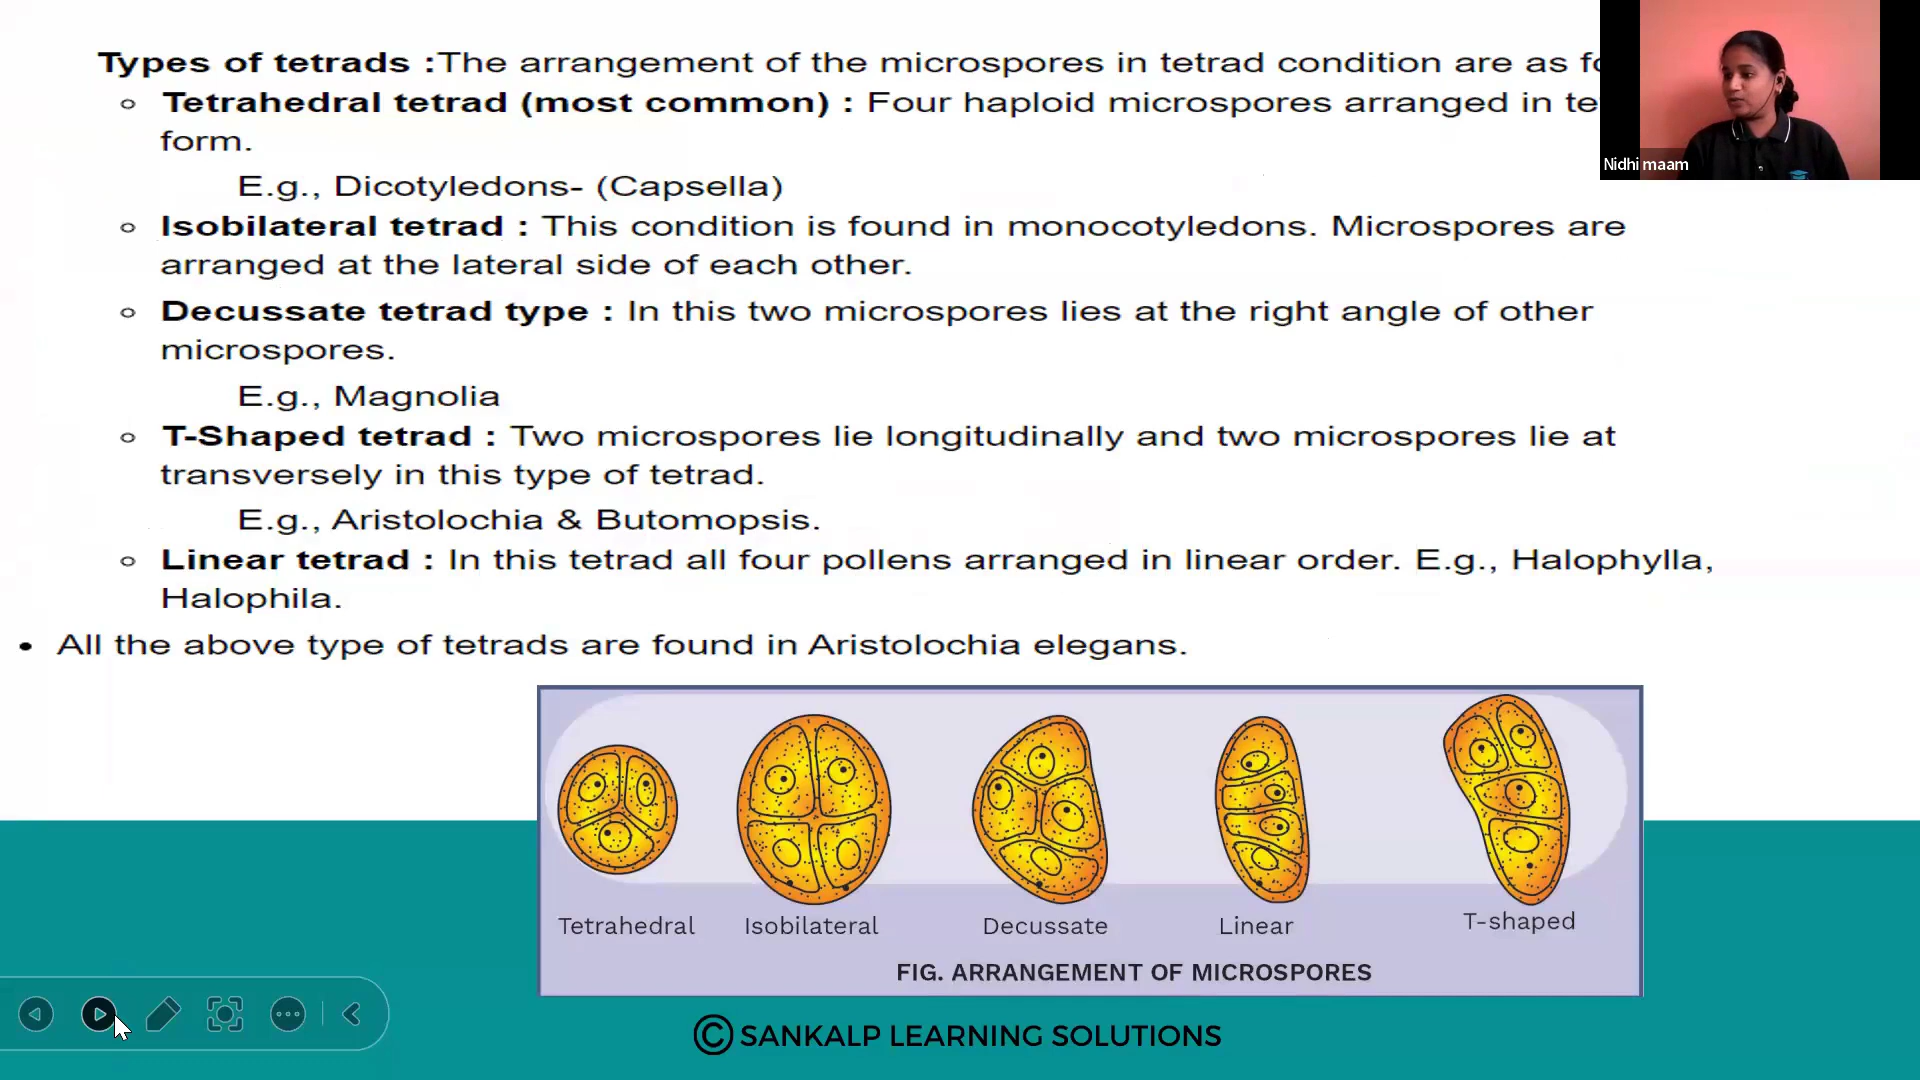 Types of tetrads :The arrangement of the microspores in tetrad condition are as
Tetrahedral tetrad (most common) : Four haploid microspores arranged in
form.
Nidhi maam
E.g., Dicotyledons- (Capsella)
Isobilateral tetrad : This condition is found in monocotyledons. Microspores are
arranged at the lateral side of each other.
Decussate tetrad type : In this two microspores lies at the right angle of other
microspores.
E.g., Magnolia
T-Shaped tetrad : Two microspores lie longitudinally and two microspores lie at
transversely in this type of tetrad.
E.g., Aristolochia & Butomopsis.
Linear tetrad : In this tetrad all four pollens arranged in linear order. E.g., Halophylla,
Halophila.
• All the above type of tetrads are found in Aristolochia elegans.
Tetrahedral Isobilateral Decussate Linear T-shaped
FIG. ARRANGEMENT OF MICROSPORES
© SANKALP LEARNING SOLUTIONS